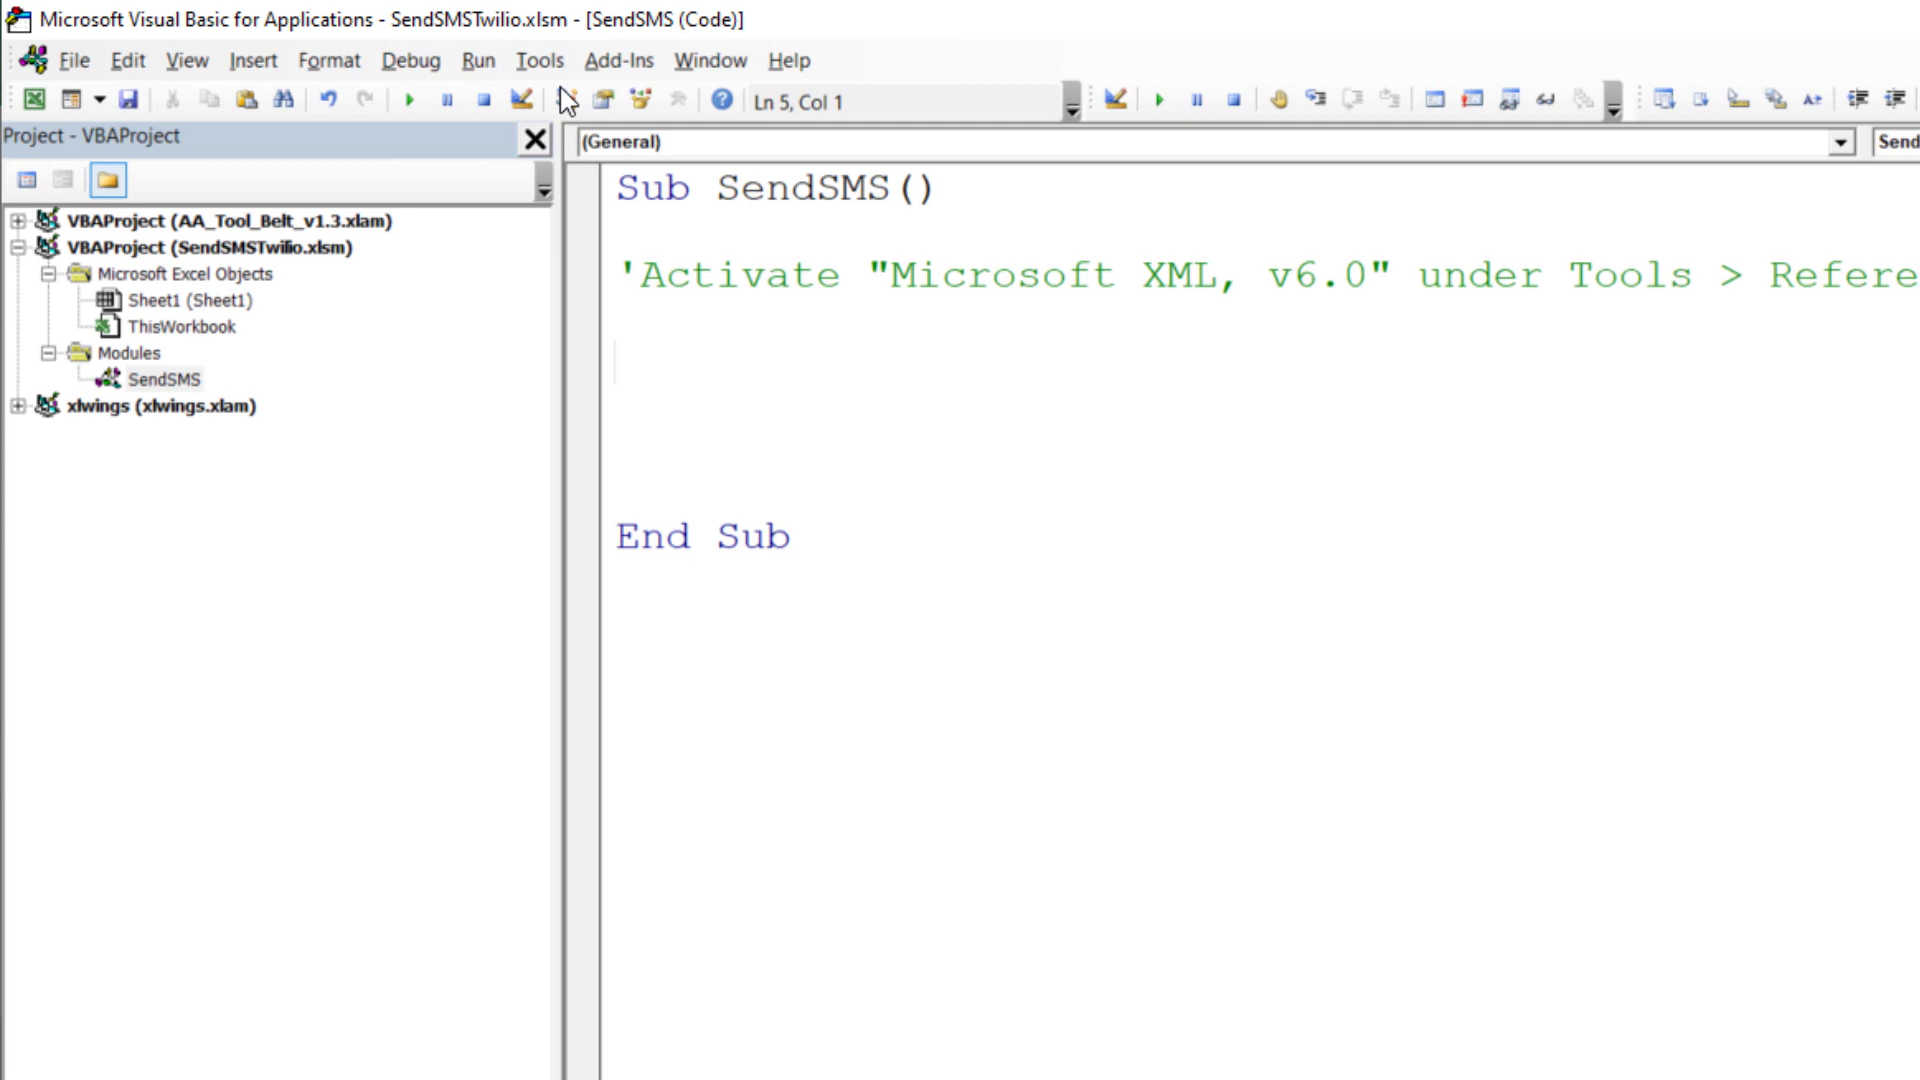 Microsoft Visual Basic for Applications - SendSMSTwilio.xlsm - [SendSMS (Code)]
File Edit View Insert Format Debug Run Tools Add-Ins Window Help
Ln 5, Col 1
Project - VBAProject
(General)
Send
VBAProject (AA_Tool_Belt_v1.3.xlam)
VBAProject (SendSMSTwilio.xlsm)
Microsoft Excel Objects
Sheet1 (Sheet1)
ThisWorkbook
Modules
SendSMS
xlwings (xlwings.xlam)
Sub SendSMS()
'Activate "Microsoft XML, v6.0" under Tools > Refere
End Sub